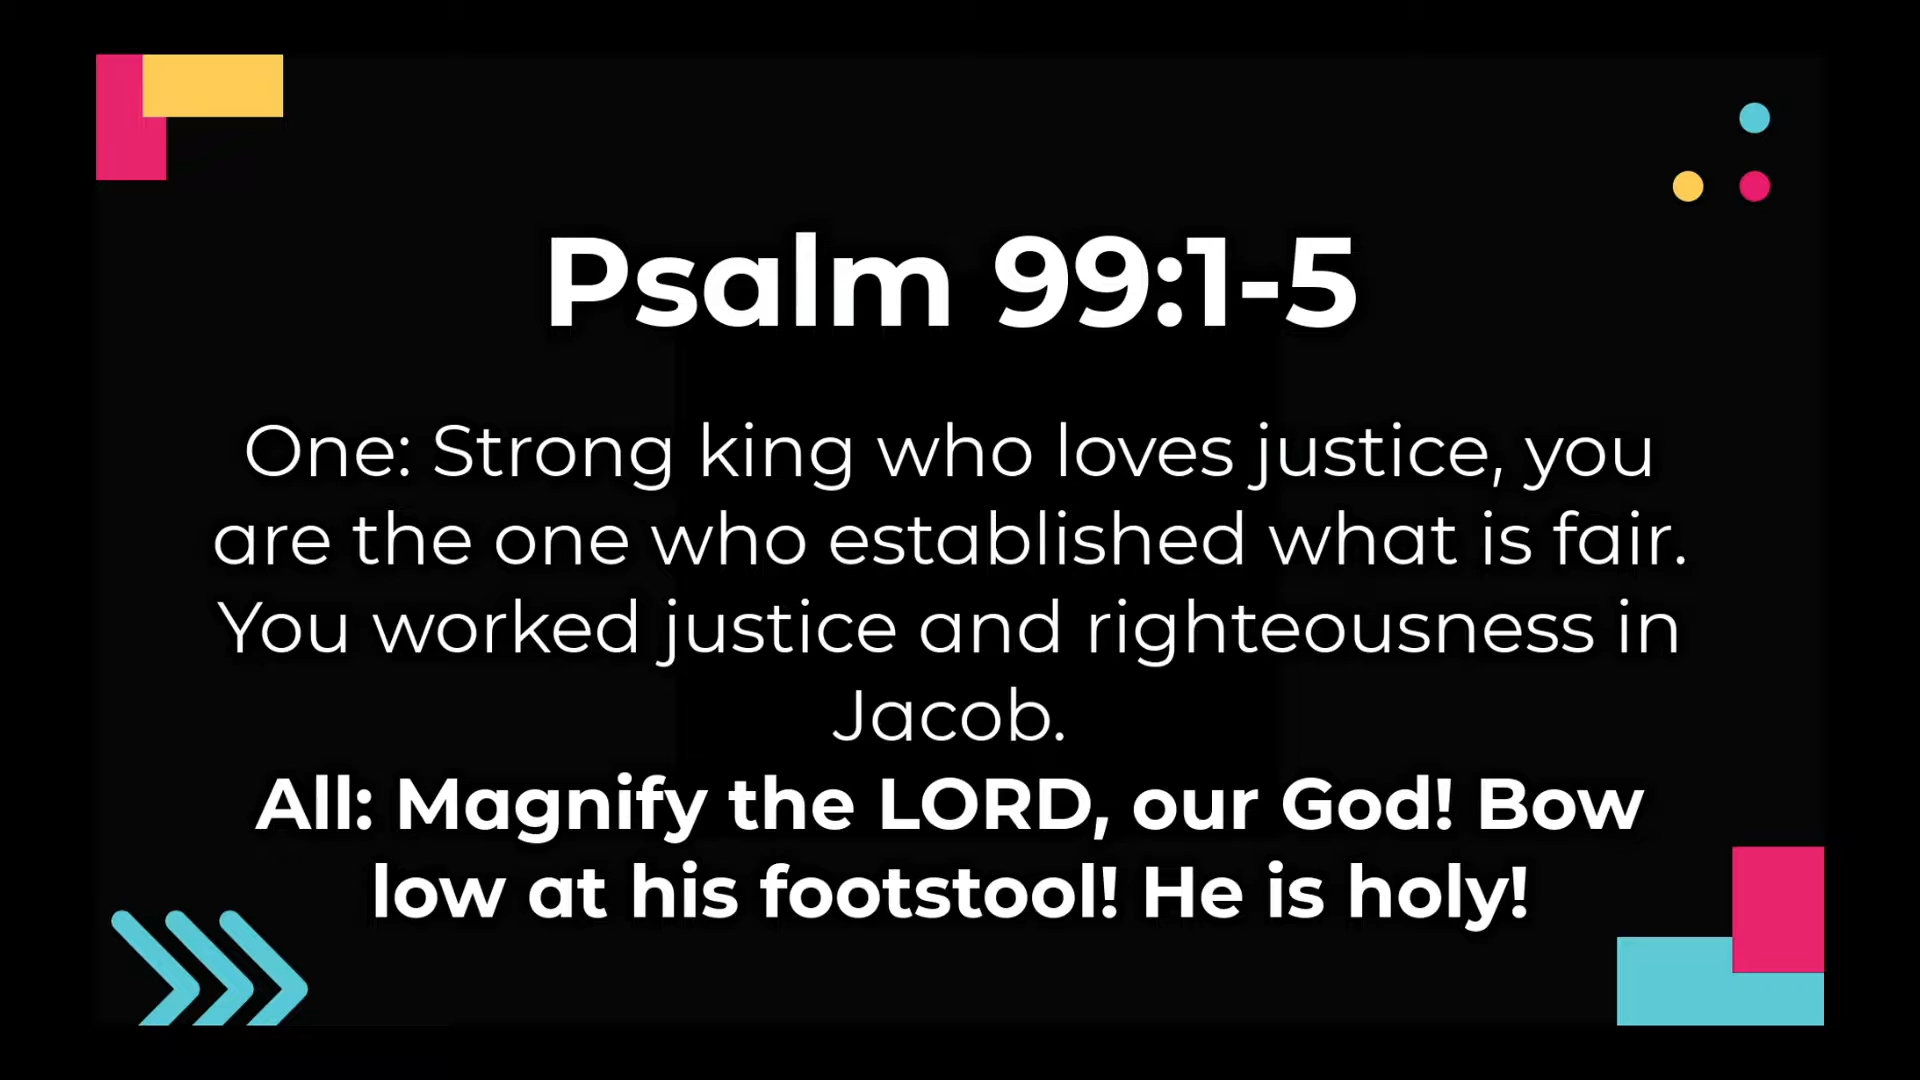 Psalm 99:1-5
One: Strong king who loves justice, you
are the one who established what is fair.
You worked justice and righteousness in
Jacob.
All: Magnify the LORD, our God! Bow
low at his footstool! He is holy!